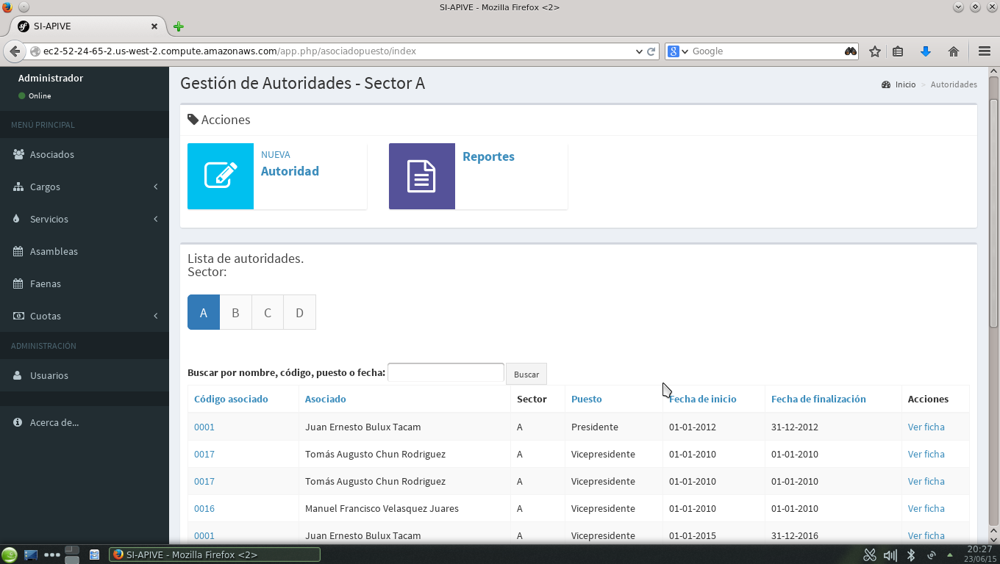 SI-APIVE - Mozilla Firefox <2>
SI-APIVE
ec2-52-24-65-2.us-west-2.compute.amazonaws.com/app.php/asociadopuesto/index
Google
Administrador
Online
MENÚ PRINCIPAL
Asociados
Cargos
Servicios
Asambleas
Faenas
Cuotas
ADMINISTRACIÓN
Usuarios
Acerca de...
Gestión de Autoridades - Sector A
Inicio > Autoridades
Acciones
NUEVA
Autoridad
Reportes
Lista de autoridades.
Sector:
A B C D
Buscar por nombre, código, puesto o fecha: Buscar
Código asociado Asociado Sector Puesto Fecha de inicio Fecha de finalización Acciones
0001 Juan Ernesto Bulux Tacam A Presidente 01-01-2012 31-12-2012 Ver ficha
0017 Tomás Augusto Chun Rodriguez A Vicepresidente 01-01-2010 01-01-2010 Ver ficha
0017 Tomás Augusto Chun Rodriguez A Vicepresidente 01-01-2010 01-01-2010 Ver ficha
0016 Manuel Francisco Velasquez Juares A Vicepresidente 01-01-2010 01-01-2010 Ver ficha
0001 Juan Ernesto Bulux Tacam A Vicepresidente 01-01-2015 31-12-2016 Ver ficha
SI-APIVE - Mozilla Firefox <2>
20:27
23/06/15